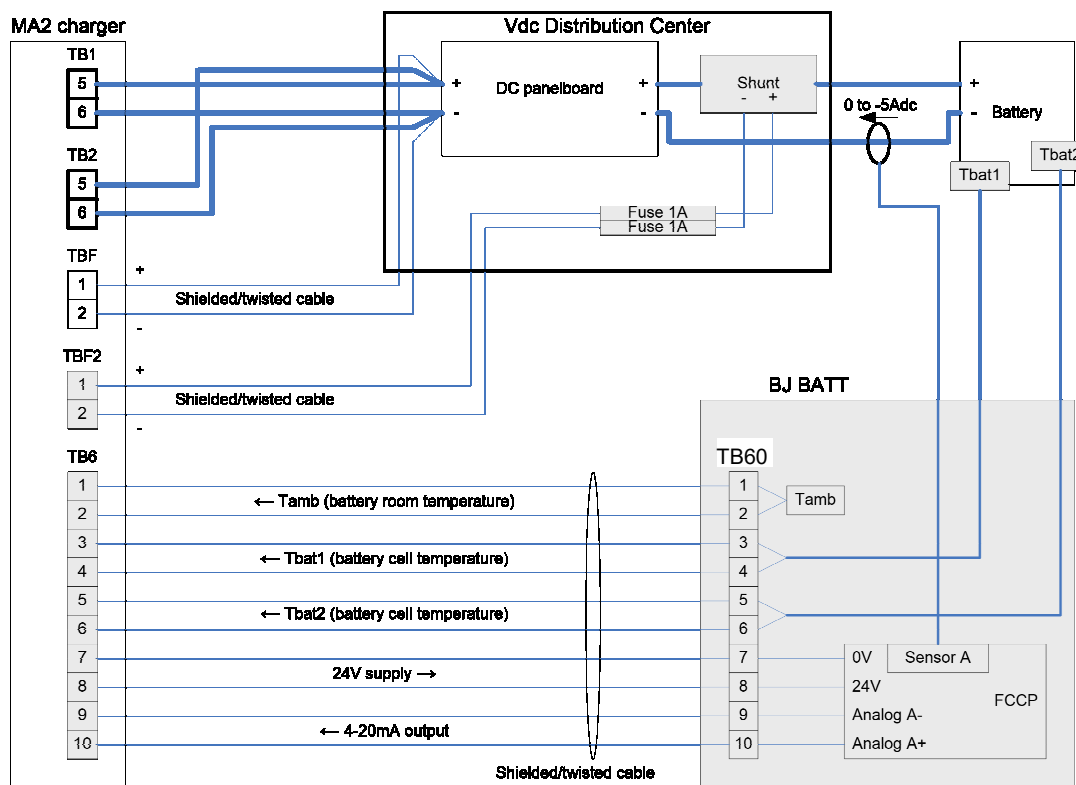 MA2 charger
Vdc Distribution Center
TB1
5
6
+
-
DC panelboard
+
-
Shunt
- +
0 to -5Adc
+
-
Battery
Tbat1
Tbat2
TB2
5
6
Fuse 1A
Fuse 1A
TBF
1
2
+
Shielded/twisted cable
-
TBF2
1
2
+
Shielded/twisted cable
-
BJ BATT
TB6
1
2
3
4
5
6
7
8
9
10
← Tamb (battery room temperature)
← Tbat1 (battery cell temperature)
← Tbat2 (battery cell temperature)
24V supply →
← 4-20mA output
Shielded/twisted cable
TB60
1
2
3
4
5
6
7
8
9
10
Tamb
0V
Sensor A
24V
FCCP
Analog A-
Analog A+